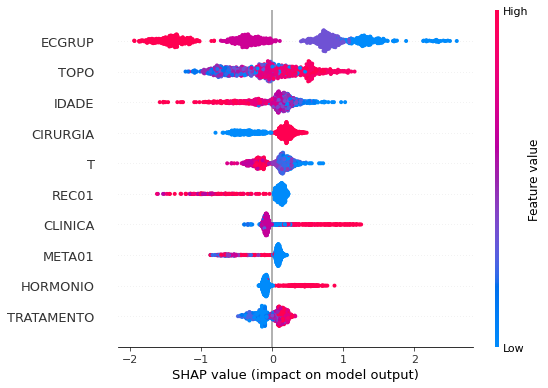 High
ECGRUP
TOPO
IDADE
CIRURGIA
T
REC01
CLINICA
META01
HORMONIO
TRATAMENTO
Feature value
Low
−2 −1 0 1 2
SHAP value (impact on model output)